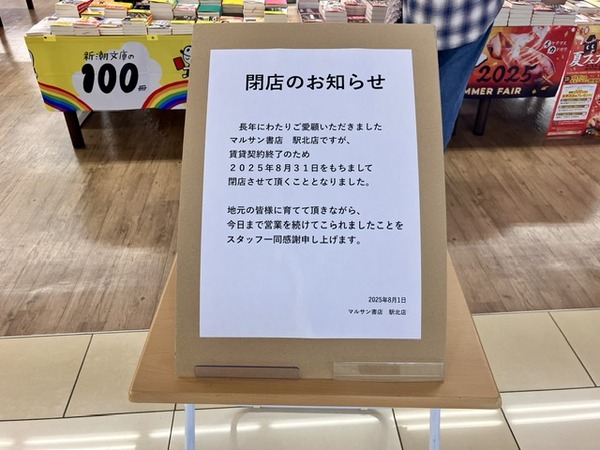 新潮文庫の
100
冊
2025
SUMMER FAIR
閉店のお知らせ
長年にわたりご愛顧いただきました
マルサン書店　駅北店ですが、
賃貸契約終了のため
２０２５年８月３１日をもちまして
閉店させて頂くこととなりました。
地元の皆様に育てて頂きながら、
今日まで営業を続けてこられましたことを
スタッフ一同感謝申し上げます。
2025年8月1日
マルサン書店　駅北店